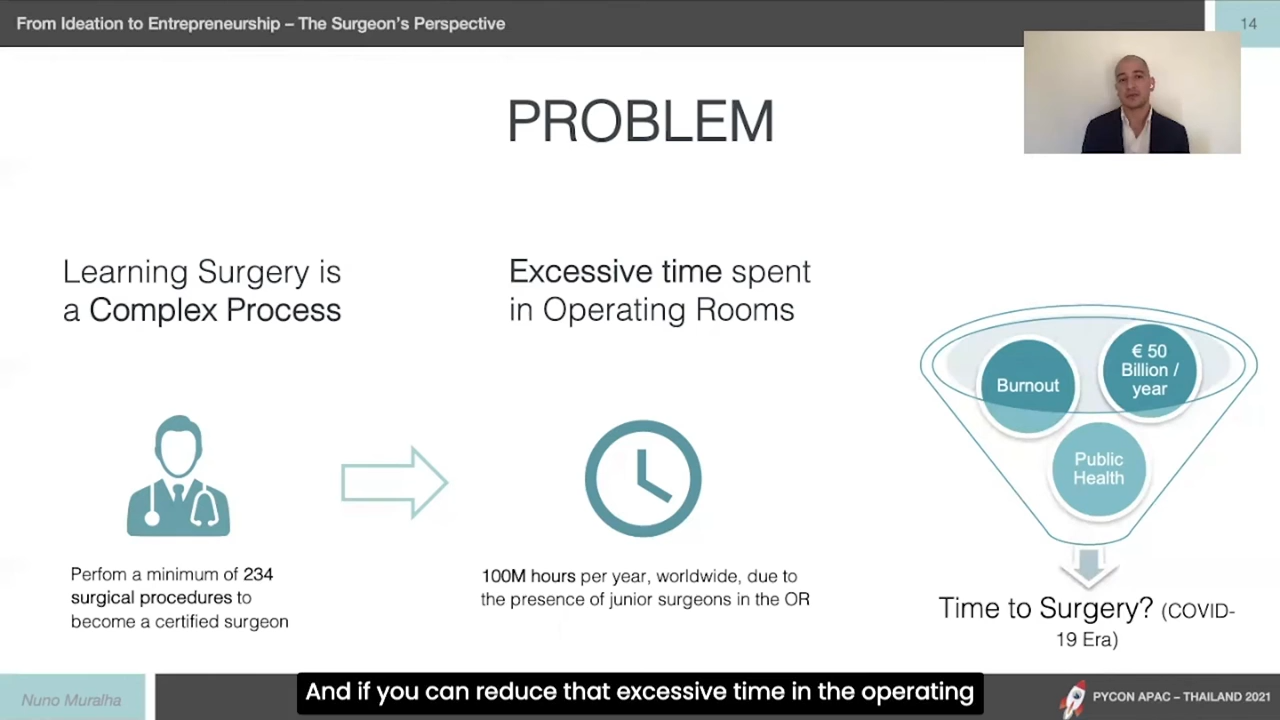 From Ideation to Entrepreneurship – The Surgeon's Perspective
14
PROBLEM
Learning Surgery is
a Complex Process
Excessive time spent
in Operating Rooms
Burnout
€ 50
Billion /
year
Public
Health
Perfom a minimum of 234
surgical procedures to
become a certified surgeon
100M hours per year, worldwide, due to
the presence of junior surgeons in the OR
Time to Surgery? (COVID-
19 Era)
Nuno Muralha
And if you can reduce that excessive time in the operating
PYCON APAC – THAILAND 2021